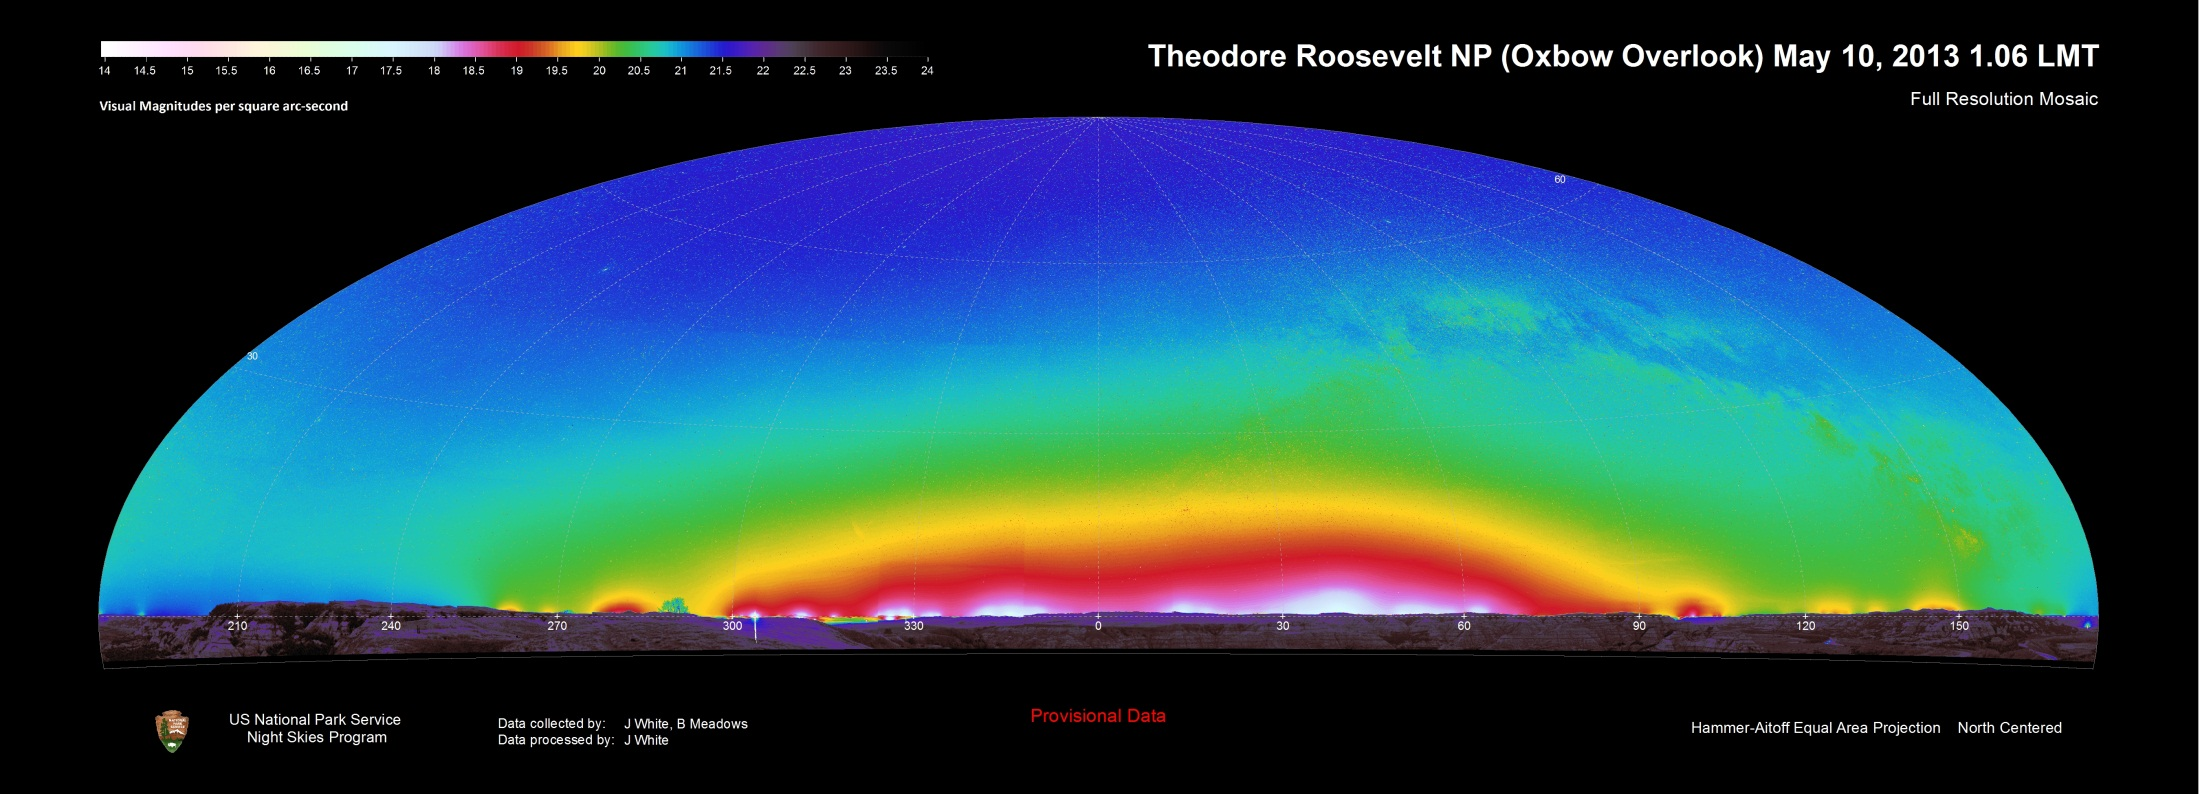 Theodore Roosevelt NP (Oxbow Overlook) May 10, 2013 1.06 LMT
Full Resolution Mosaic
14 14.5 15 15.5 16 16.5 17 17.5 18 18.5 19 19.5 20 20.5 21 21.5 22 22.5 23 23.5 24
Visual Magnitudes per square arc-second
60
30
210 240 270 300 330 0 30 60 90 120 150
US National Park Service
Night Skies Program
Data collected by: J White, B Meadows
Data processed by: J White
Provisional Data
Hammer-Aitoff Equal Area Projection North Centered